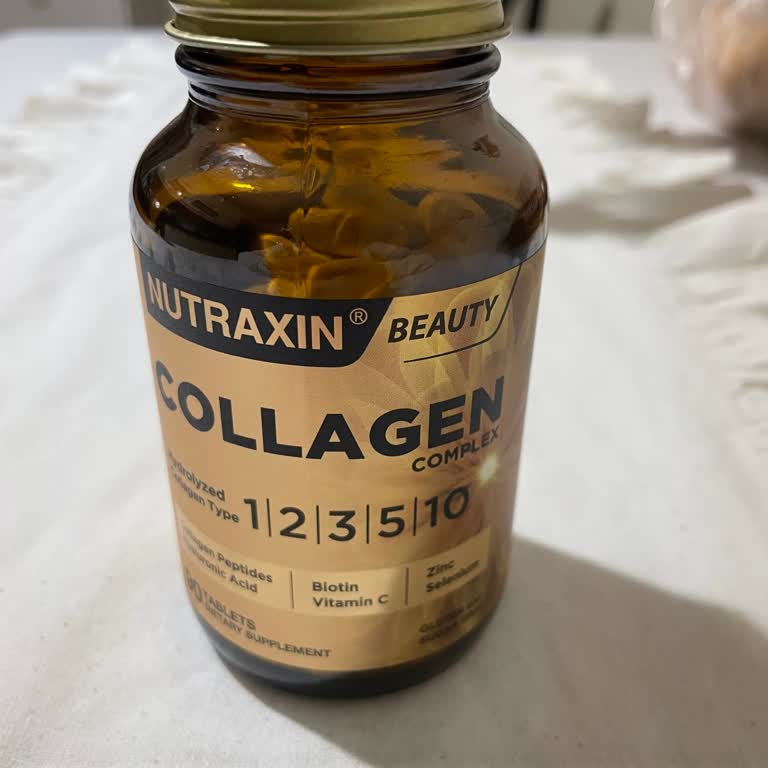 NUTRAXIN® BEAUTY
COLLAGEN
COMPLEX
Hydrolyzed
Collagen Type 1|2|3|5|10
Collagen Peptides
Hyaluronic Acid
Biotin
Vitamin C
Zinc
Selenium
90 TABLETS
DIETARY SUPPLEMENT